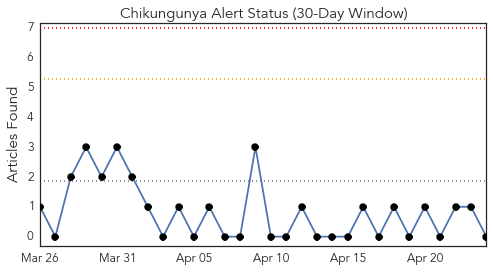 Chikungunya Alert Status (30-Day Window)
Articles Found
7
6
5
4
3
2
1
0
Mar 26 Mar 31 Apr 05 Apr 10 Apr 15 Apr 20